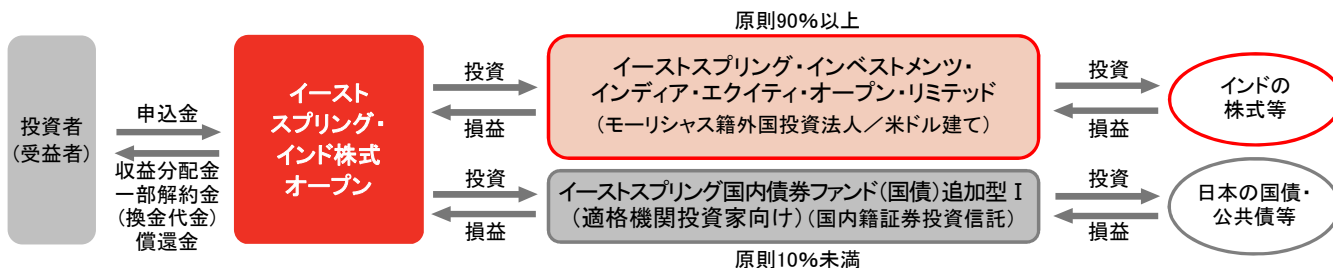 投資者
(受益者)
申込金
収益分配金
一部解約金
(換金代金)
償還金
イースト
スプリング・
インド株式
オープン
投資
損益
投資
損益
原則90%以上
イーストスプリング・インベストメンツ・
インディア・エクイティ・オープン・リミテッド
(モーリシャス籍外国投資法人／米ドル建て)
イーストスプリング国内債券ファンド(国債)追加型Ⅰ
(適格機関投資家向け)(国内籍証券投資信託)
原則10%未満
投資
損益
投資
損益
インドの
株式等
日本の国債・
公共債等